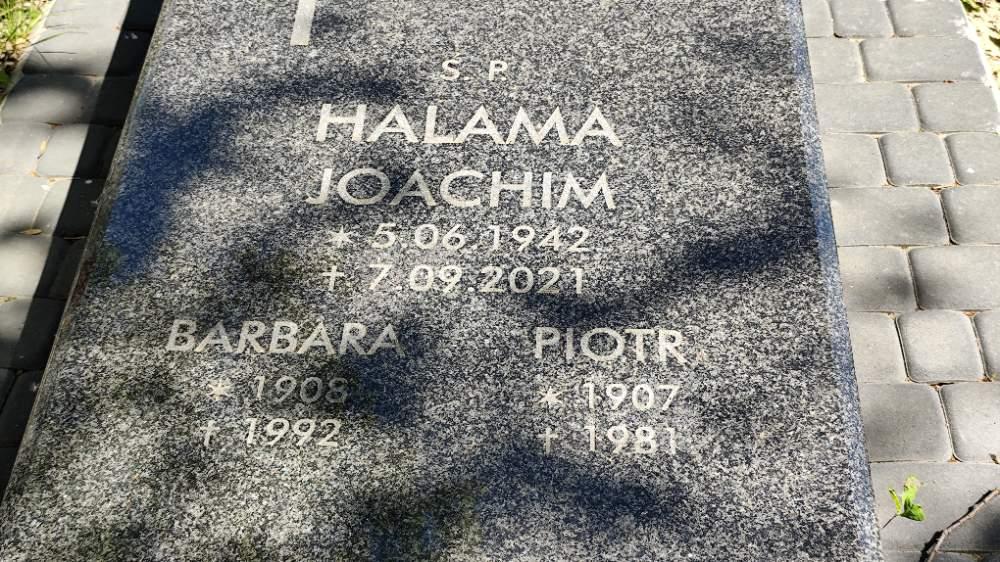 S. P.
HALAMA
JOACHIM
* 5.06.1942
† 7.09.2021
BARBARA PIOTR
* 1908 * 1907
† 1992 † 1981